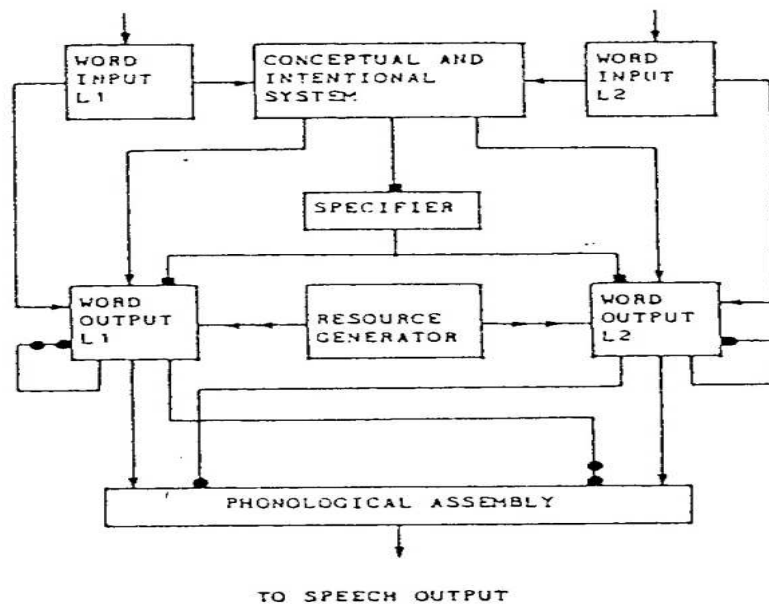 WORD
INPUT
L1
CONCEPTUAL AND
INTENTIONAL
SYSTEM
WORD
INPUT
L2
SPECIFIER
WORD
OUTPUT
L1
RESOURCE
GENERATOR
WORD
OUTPUT
L2
PHONOLOGICAL ASSEMBLY
TO SPEECH OUTPUT